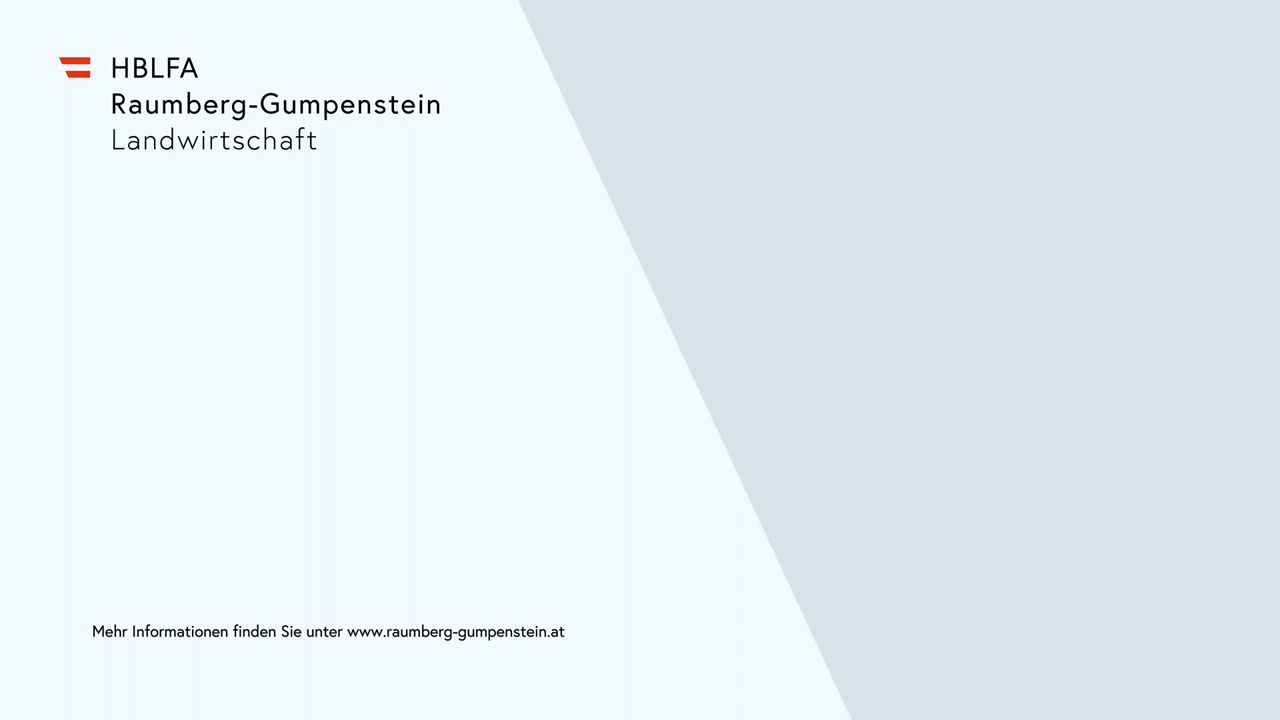 HBLFA
Raumberg-Gumpenstein
Landwirtschaft
Mehr Informationen finden Sie unter www.raumberg-gumpenstein.at